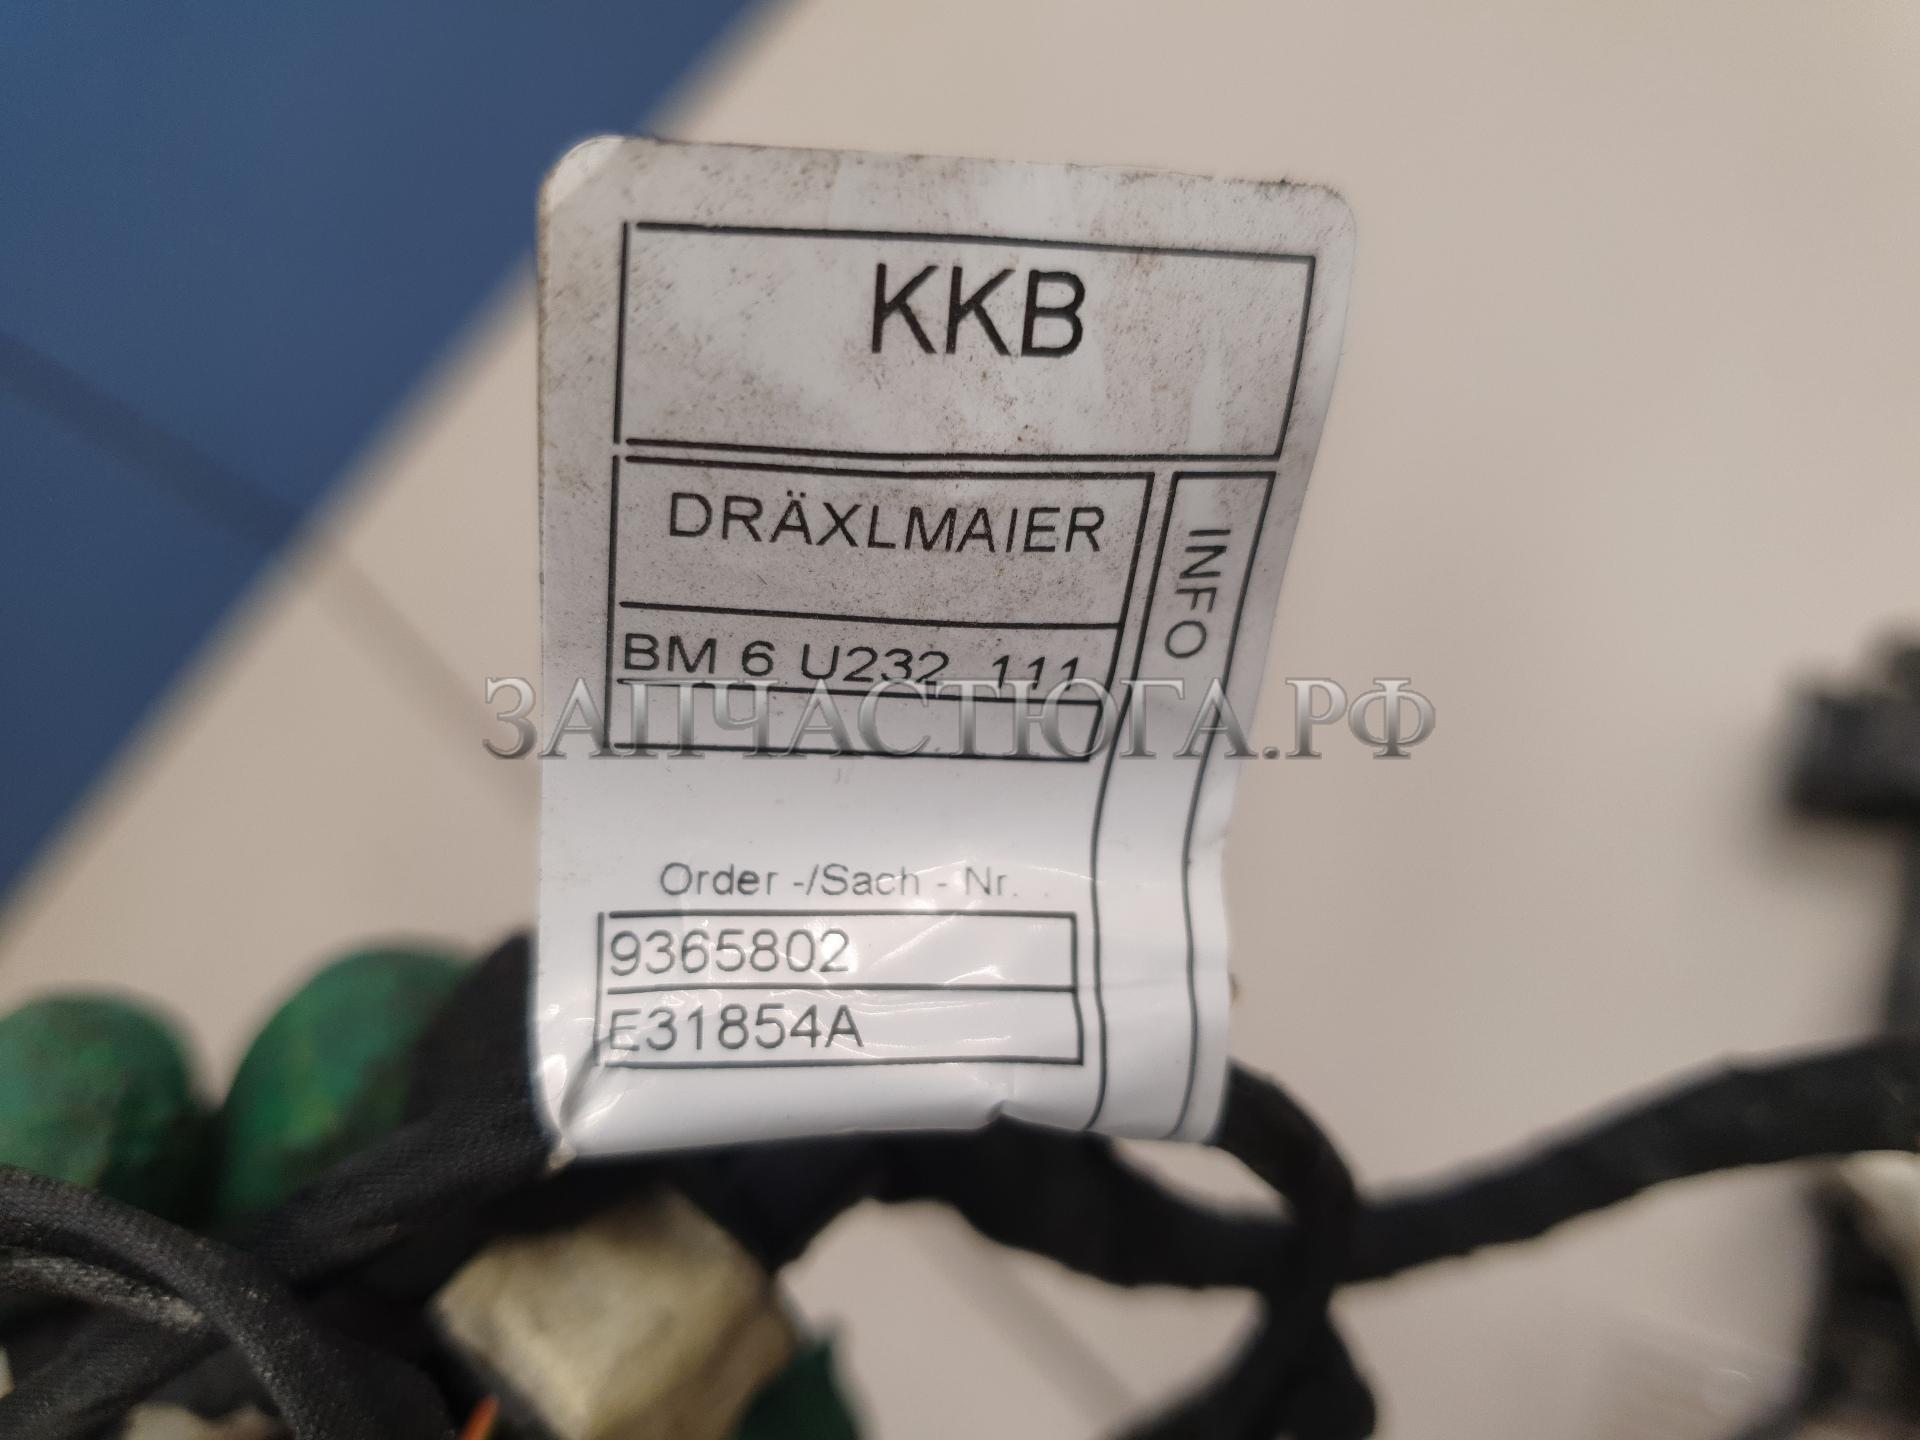 KKB
DRÄXLMAIER
INFO
BM 6 U232 111
ЗАПЧАСТЮГА.РФ
Order -/Sach - Nr.
9365802
E31854A